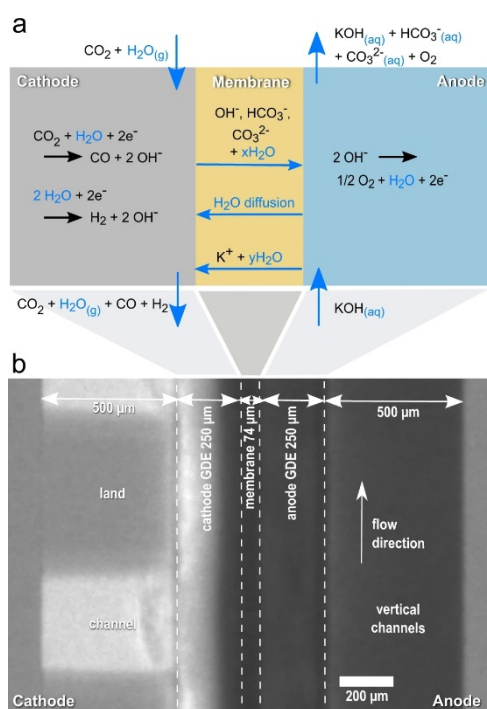 a
CO₂ + H₂O(g)
KOH(aq) + HCO₃⁻(aq)
+ CO₃²⁻(aq) + O₂
Cathode
Membrane
Anode
OH⁻, HCO₃⁻,
CO₃²⁻
+ xH₂O
CO₂ + H₂O + 2e⁻
→ CO + 2 OH⁻
2 OH⁻ →
1/2 O₂ + H₂O + 2e⁻
2 H₂O + 2e⁻
→ H₂ + 2 OH⁻
H₂O diffusion
K⁺ + yH₂O
CO₂ + H₂O(g) + CO + H₂
KOH(aq)
b
500 µm
cathode GDE 250 µm
membrane 74 µm
anode GDE 250 µm
500 µm
land
flow
direction
channel
vertical
channels
200 µm
Cathode
Anode